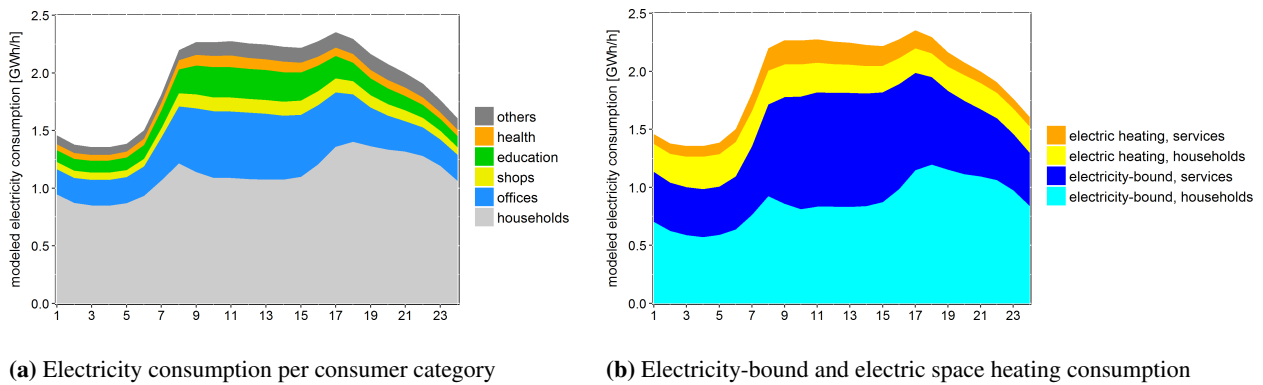 modeled electricity consumption [GWh/h]
2.5
2.0
1.5
1.0
0.5
0.0
1 3 5 7 9 11 13 15 17 19 21 23
others
health
education
shops
offices
households
(a) Electricity consumption per consumer category
modeled electricity consumption [GWh/h]
2.5
2.0
1.5
1.0
0.5
0.0
1 3 5 7 9 11 13 15 17 19 21 23
electric heating, services
electric heating, households
electricity-bound, services
electricity-bound, households
(b) Electricity-bound and electric space heating consumption